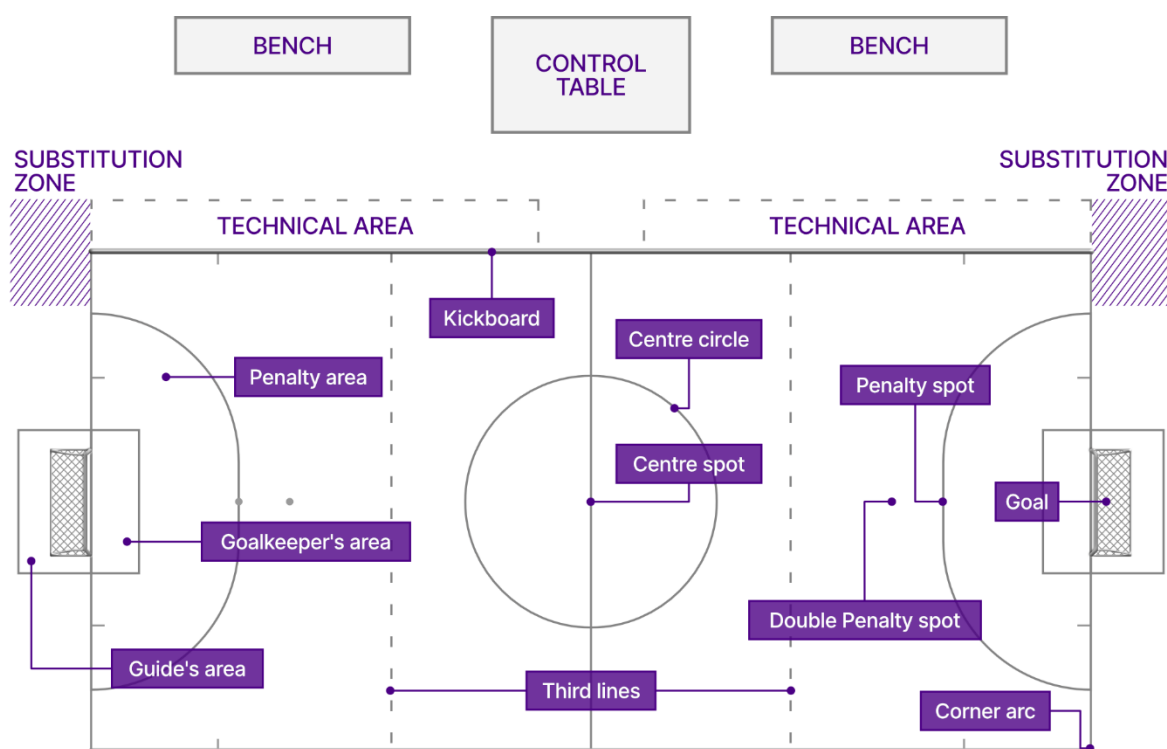 BENCH
CONTROL
TABLE
BENCH
SUBSTITUTION
ZONE
SUBSTITUTION
ZONE
TECHNICAL AREA
TECHNICAL AREA
Kickboard
Centre circle
Penalty area
Penalty spot
Centre spot
Goal
Goalkeeper's area
Double Penalty spot
Guide's area
Third lines
Corner arc